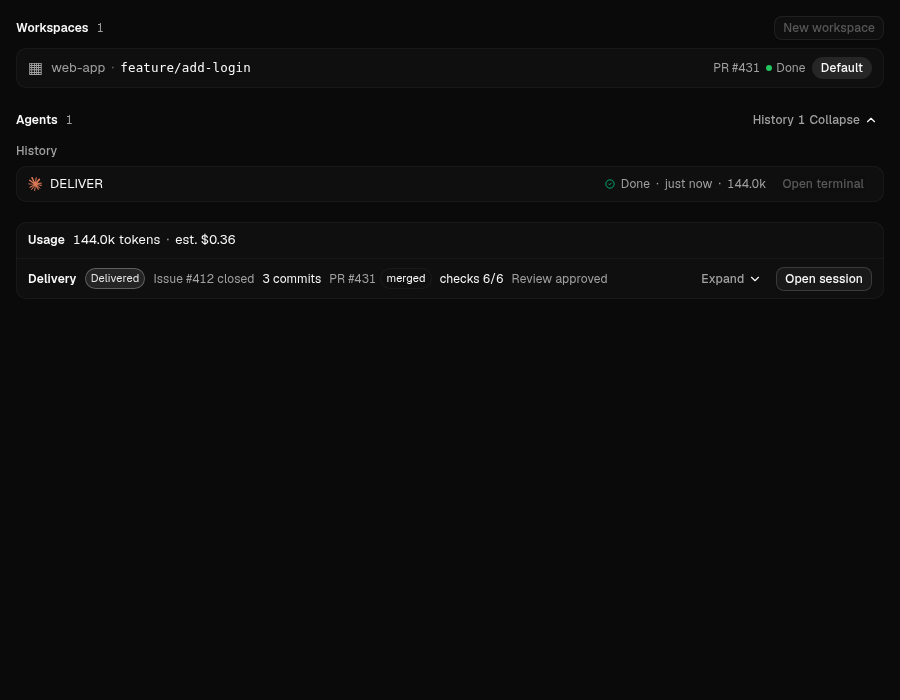 Workspaces 1 New workspace
web-app · feature/add-login PR #431 Done Default
Agents 1 History 1 Collapse
History
DELIVER Done · just now · 144.0k Open terminal
Usage 144.0k tokens · est. $0.36
Delivery Delivered Issue #412 closed 3 commits PR #431 merged checks 6/6 Review approved Expand Open session